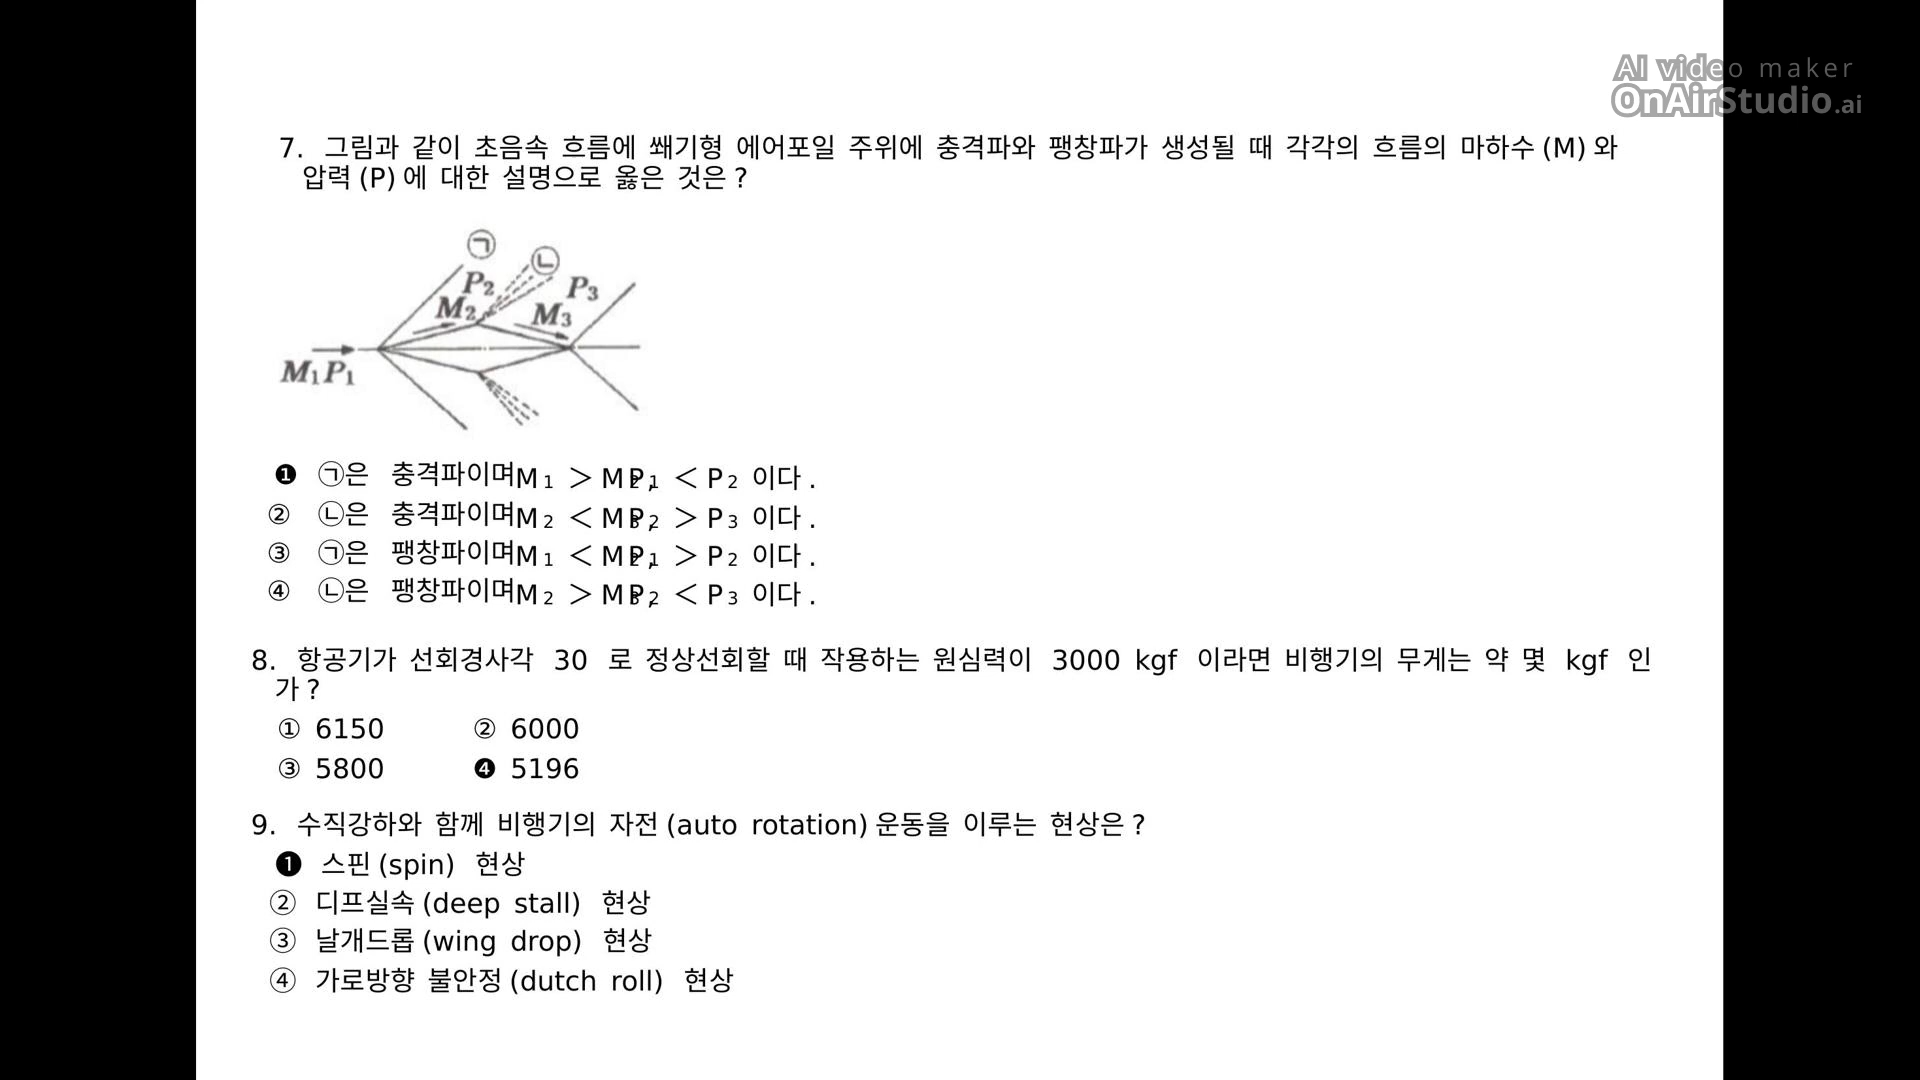 AI video maker
OnAirStudio.ai
7. 그림과 같이 초음속 흐름에 쐐기형 에어포일 주위에 충격파와 팽창파가 생성될 때 각각의 흐름의 마하수 (M) 와
압력 (P) 에 대한 설명으로 옳은 것은 ?
㉠
㉡
P2
P3
M2
M3
M1 P1
❶ ㉠은 충격파이며 M1 > M2, P1 < P2 이다 .
② ㉡은 충격파이며 M2 < M3, P2 > P3 이다 .
③ ㉠은 팽창파이며 M1 < M2, P1 > P2 이다 .
④ ㉡은 팽창파이며 M2 > M3, P2 < P3 이다 .
8. 항공기가 선회경사각 30 로 정상선회할 때 작용하는 원심력이 3000 kgf 이라면 비행기의 무게는 약 몇 kgf 인
가 ?
① 6150 ② 6000
③ 5800 ❹ 5196
9. 수직강하와 함께 비행기의 자전 (auto rotation) 운동을 이루는 현상은 ?
❶ 스핀 (spin) 현상
② 디프실속 (deep stall) 현상
③ 날개드롭 (wing drop) 현상
④ 가로방향 불안정 (dutch roll) 현상